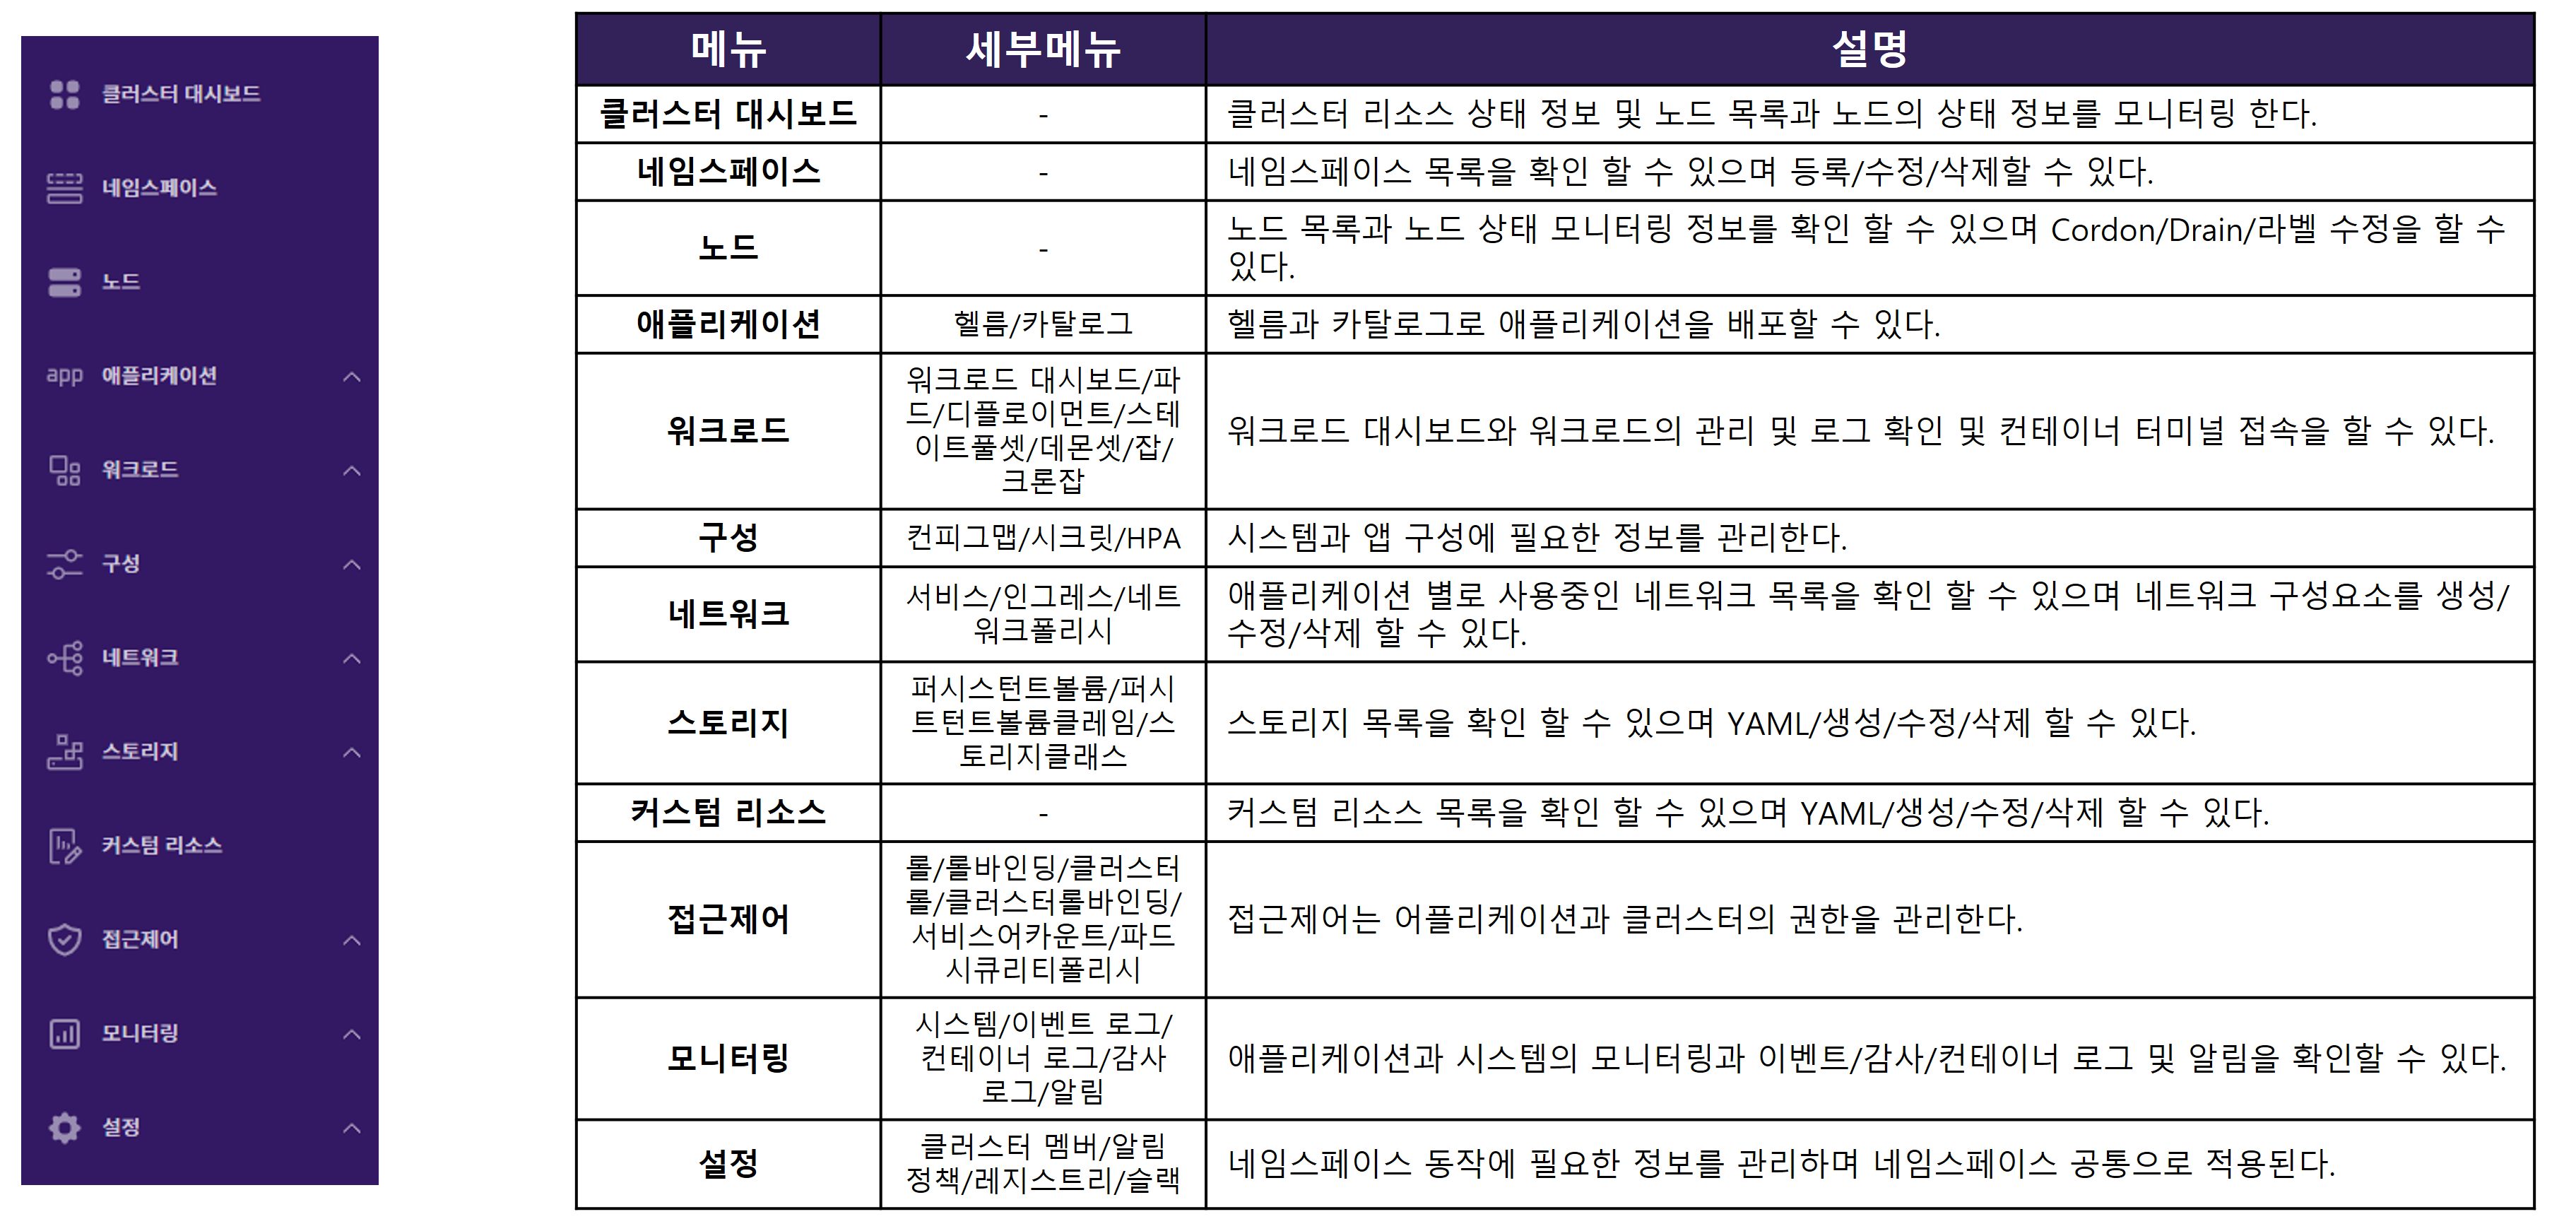 클러스터 대시보드
네임스페이스
노드
app 애플리케이션
워크로드
구성
네트워크
스토리지
커스텀 리소스
접근제어
모니터링
설정
메뉴 세부메뉴 설명
클러스터 대시보드 - 클러스터 리소스 상태 정보 및 노드 목록과 노드의 상태 정보를 모니터링 한다.
네임스페이스 - 네임스페이스 목록을 확인 할 수 있으며 등록/수정/삭제할 수 있다.
노드 - 노드 목록과 노드 상태 모니터링 정보를 확인 할 수 있으며 Cordon/Drain/라벨 수정을 할 수
있다.
애플리케이션 헬름/카탈로그 헬름과 카탈로그로 애플리케이션을 배포할 수 있다.
워크로드
워크로드 대시보드/파
드/디플로이먼트/스테
이트풀셋/데몬셋/잡/
크론잡
워크로드 대시보드와 워크로드의 관리 및 로그 확인 및 컨테이너 터미널 접속을 할 수 있다.
구성 컨피그맵/시크릿/HPA 시스템과 앱 구성에 필요한 정보를 관리한다.
네트워크
서비스/인그레스/네트
워크폴리시
애플리케이션 별로 사용중인 네트워크 목록을 확인 할 수 있으며 네트워크 구성요소를 생성/
수정/삭제 할 수 있다.
스토리지
퍼시스턴트볼륨/퍼시
트턴트볼륨클레임/스
토리지클래스
스토리지 목록을 확인 할 수 있으며 YAML/생성/수정/삭제 할 수 있다.
커스텀 리소스 - 커스텀 리소스 목록을 확인 할 수 있으며 YAML/생성/수정/삭제 할 수 있다.
접근제어
롤/롤바인딩/클러스터
롤/클러스터롤바인딩/
서비스어카운트/파드
시큐리티폴리시
접근제어는 어플리케이션과 클러스터의 권한을 관리한다.
모니터링
시스템/이벤트 로그/
컨테이너 로그/감사
로그/알림
애플리케이션과 시스템의 모니터링과 이벤트/감사/컨테이너 로그 및 알림을 확인할 수 있다.
설정
클러스터 멤버/알림
정책/레지스트리/슬랙
네임스페이스 동작에 필요한 정보를 관리하며 네임스페이스 공통으로 적용된다.